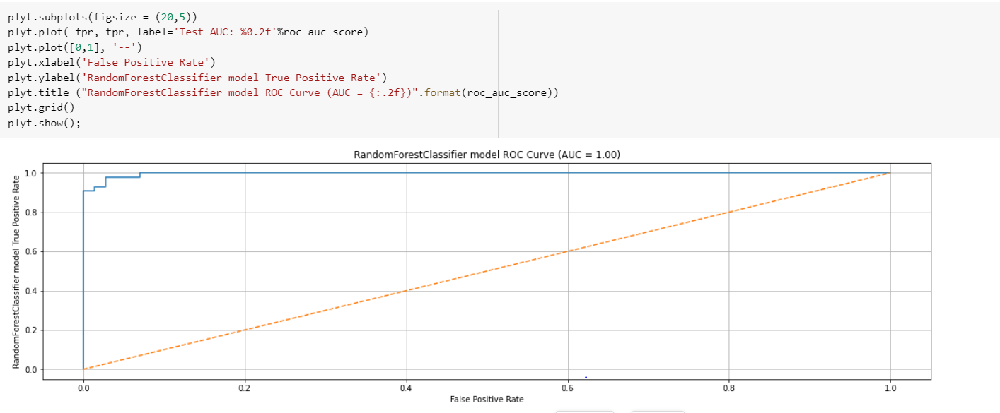 plyt.subplots(figsize = (20,5))
plyt.plot( fpr, tpr, label='Test AUC: %0.2f'%roc_auc_score)
plyt.plot([0,1], '--')
plyt.xlabel('False Positive Rate')
plyt.ylabel('RandomForestClassifier model True Positive Rate')
plyt.title ("RandomForestClassifier model ROC Curve (AUC = {:.2f})".format(roc_auc_score))
plyt.grid()
plyt.show();
RandomForestClassifier model ROC Curve (AUC = 1.00)
RandomForestClassifier model True Positive Rate
1.0
0.8
0.6
0.4
0.2
0.0
0.0 0.2 0.4 0.6 0.8 1.0
False Positive Rate